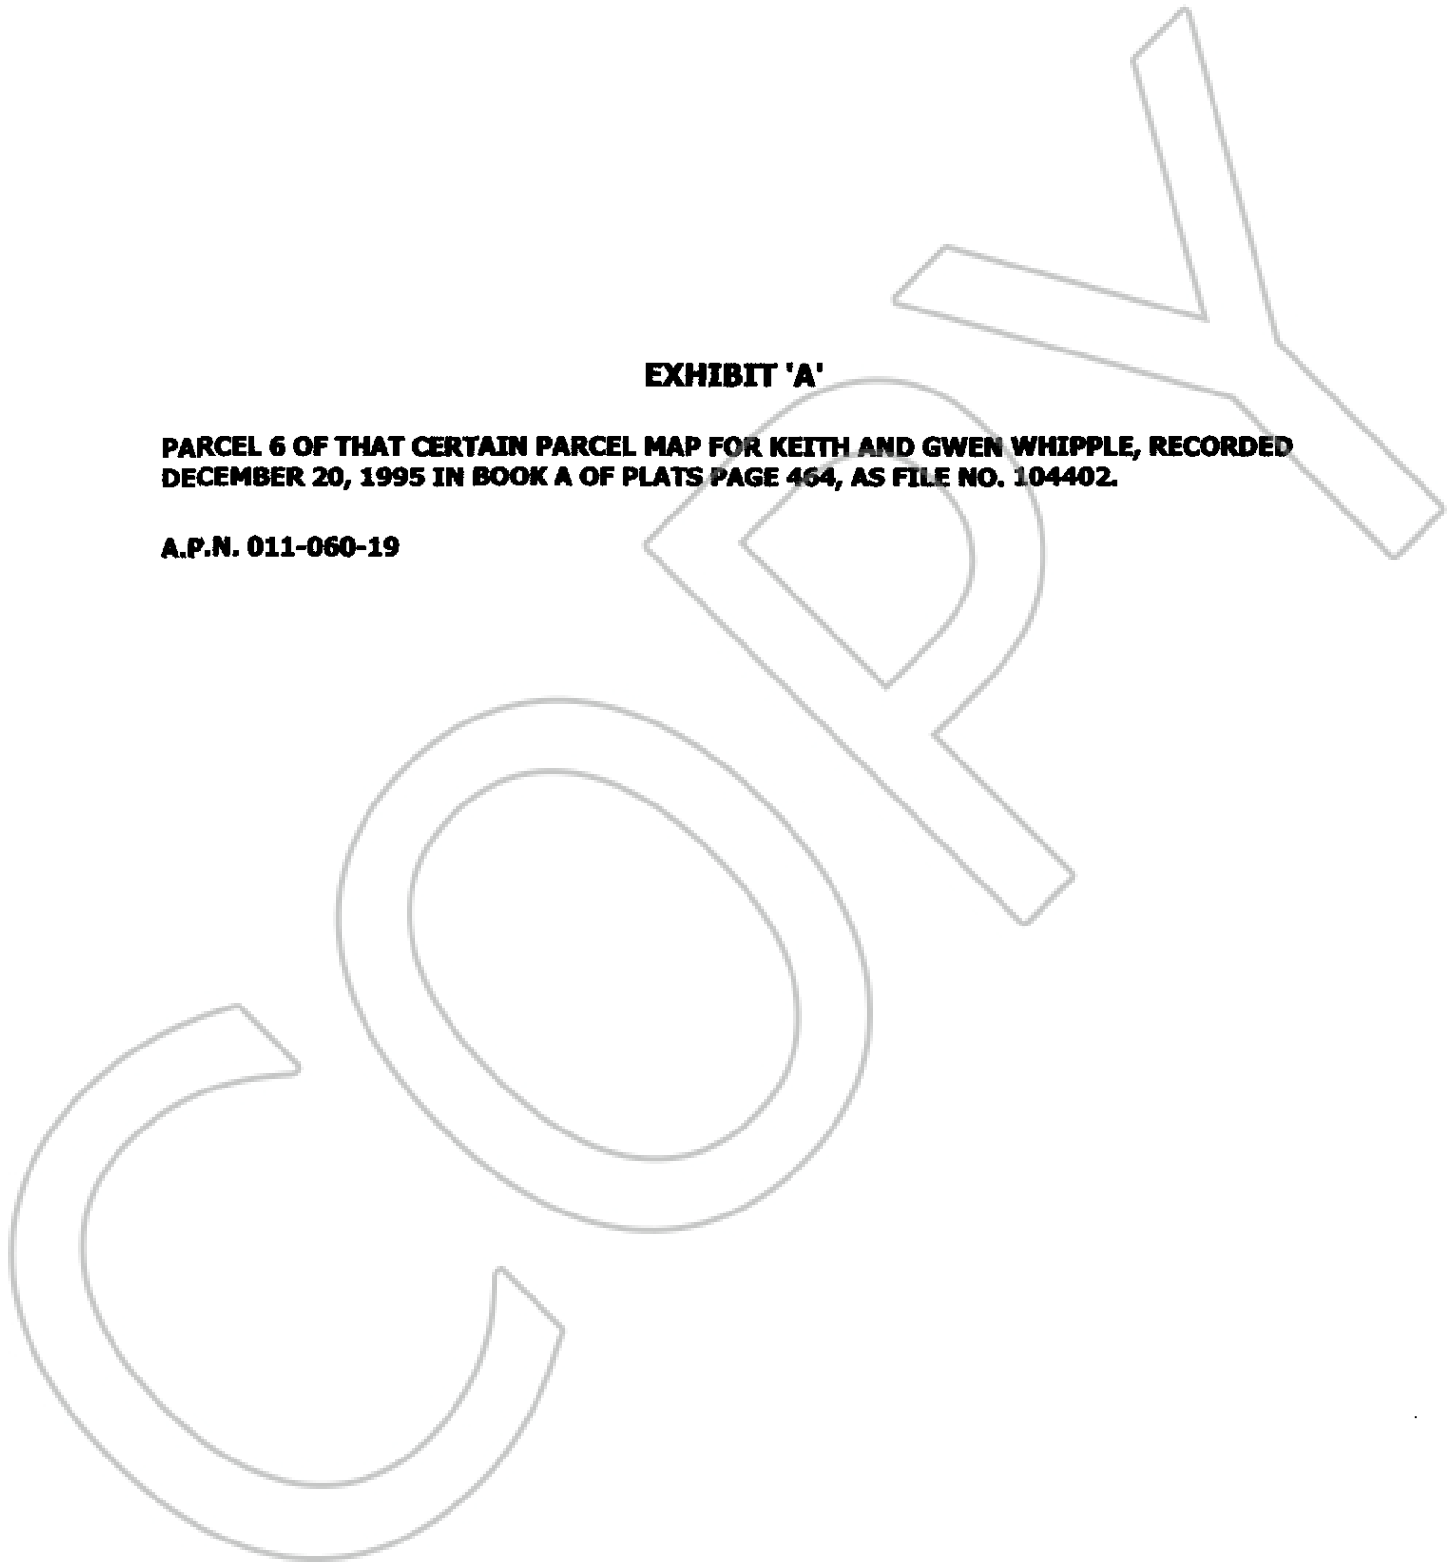 EXHIBIT 'A'
PARCEL 6 OF THAT CERTAIN PARCEL MAP FOR KEITH AND GWEN WHIPPLE, RECORDED
DECEMBER 20, 1995 IN BOOK A OF PLATS PAGE 464, AS FILE NO. 104402.
A.P.N. 011-060-19
COPY